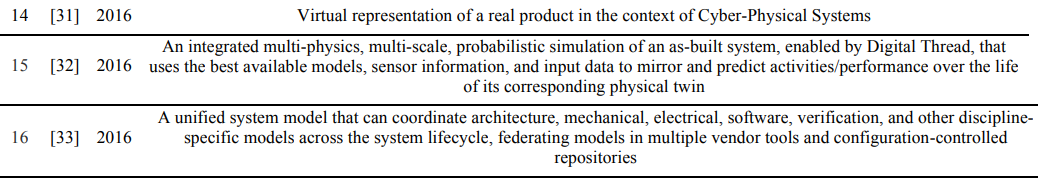 14 [31] 2016 Virtual representation of a real product in the context of Cyber-Physical Systems
An integrated multi-physics, multi-scale, probabilistic simulation of an as-built system, enabled by Digital Thread, that
15 [32] 2016 uses the best available models, sensor information, and input data to mirror and predict activities/performance over the life
of its corresponding physical twin
A unified system model that can coordinate architecture, mechanical, electrical, software, verification, and other discipline-
16 [33] 2016 specific models across the system lifecycle, federating models in multiple vendor tools and configuration-controlled
repositories